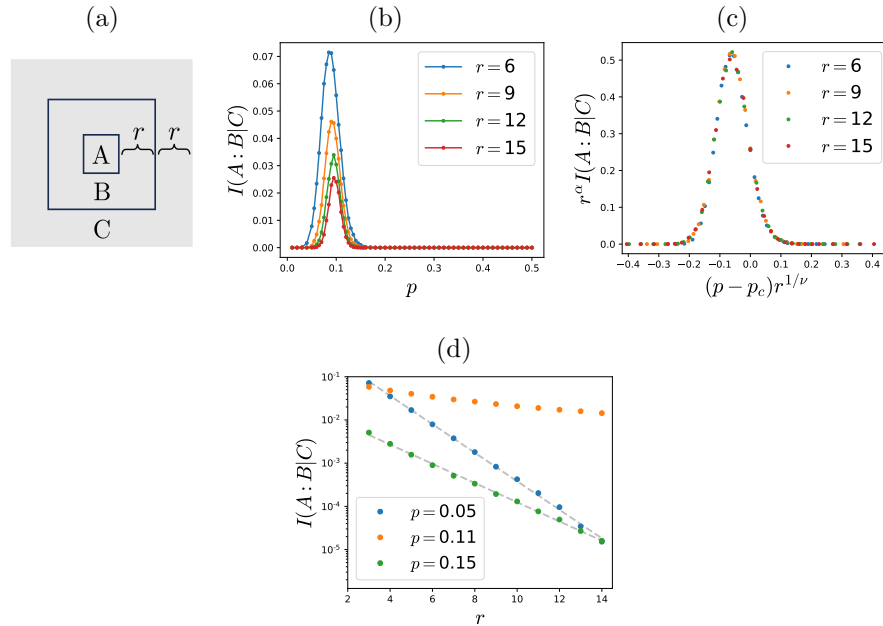 (a)
A
B
C
r
r
(b)
I(A : B|C)
0.07
0.06
0.05
0.04
0.03
0.02
0.01
0.00
0.0
0.1
0.2
0.3
0.4
0.5
p
r = 6
r = 9
r = 12
r = 15
(c)
r^α I(A : B|C)
0.5
0.4
0.3
0.2
0.1
0.0
−0.4
−0.3
−0.2
−0.1
0.0
0.1
0.2
0.3
0.4
(p − p_c)r^{1/ν}
r = 6
r = 9
r = 12
r = 15
(d)
I(A : B|C)
10^{-1}
10^{-2}
10^{-3}
10^{-4}
10^{-5}
2
4
6
8
10
12
14
r
p = 0.05
p = 0.11
p = 0.15